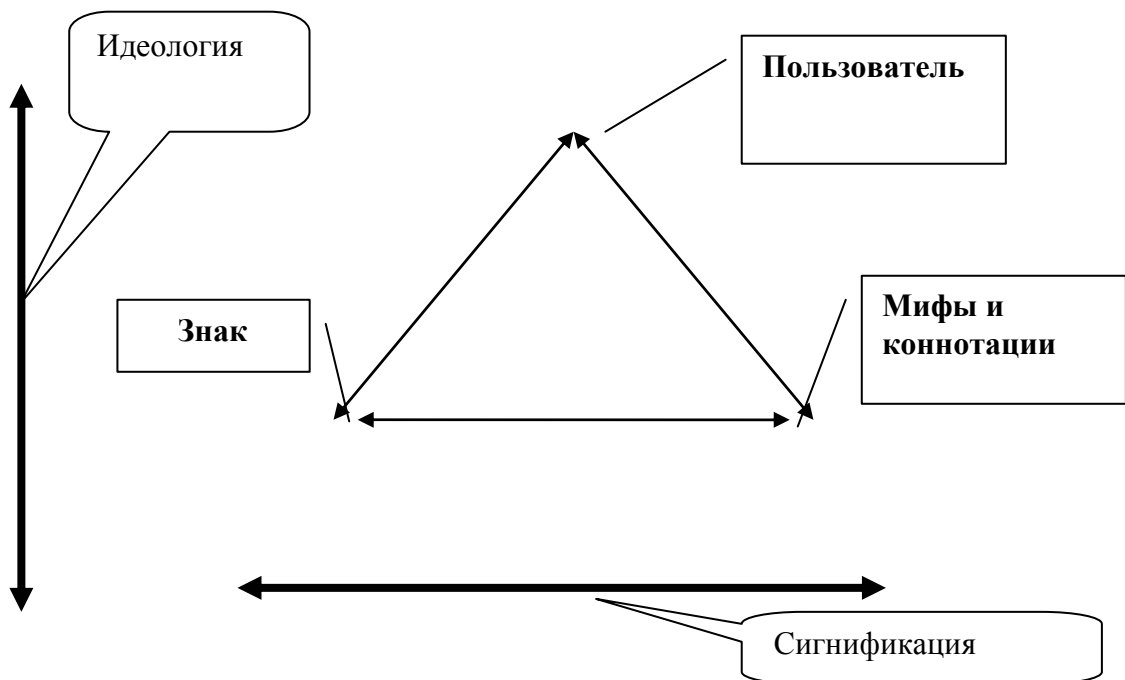 Идеология
Пользователь
Знак
Мифы и
коннотации
Сигнификация